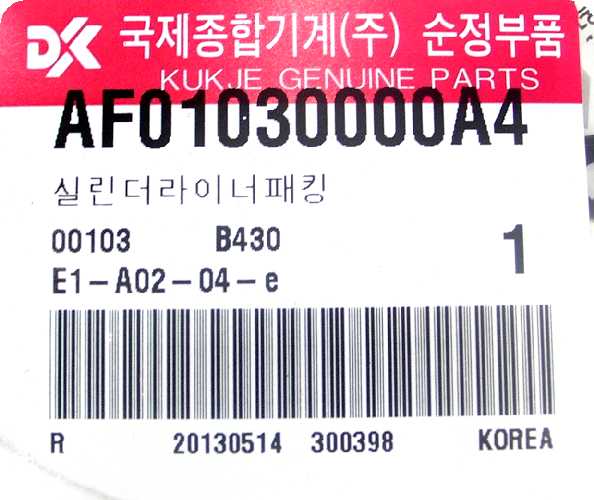 DK 국제종합기계(주) 순정부품
KUKJE GENUINE PARTS
AF01030000A4
실린더라이너패킹
00103 B430 1
E1-A02-04-e
R 20130514 300398 KOREA